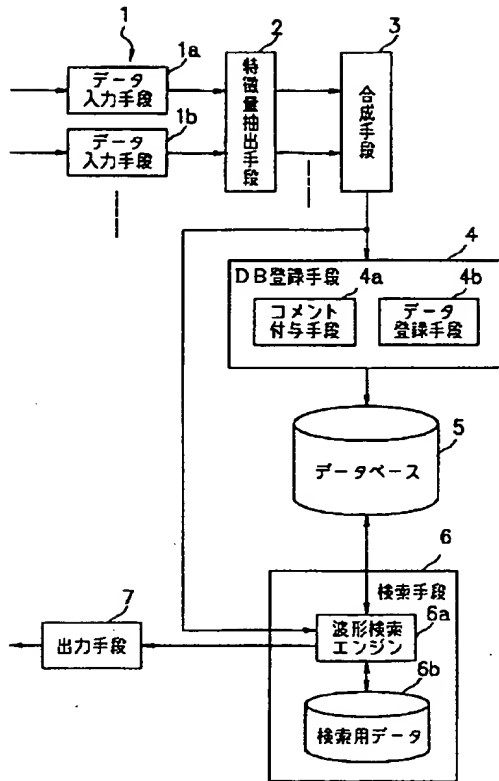 1
1a
データ
入力手段
1b
データ
入力手段
2
特徴量抽出手段
3
合成手段
4
DB登録手段
4a
コメント
付与手段
4b
データ
登録手段
5
データベース
6
検索手段
6a
波形検索
エンジン
6b
検索用データ
7
出力手段